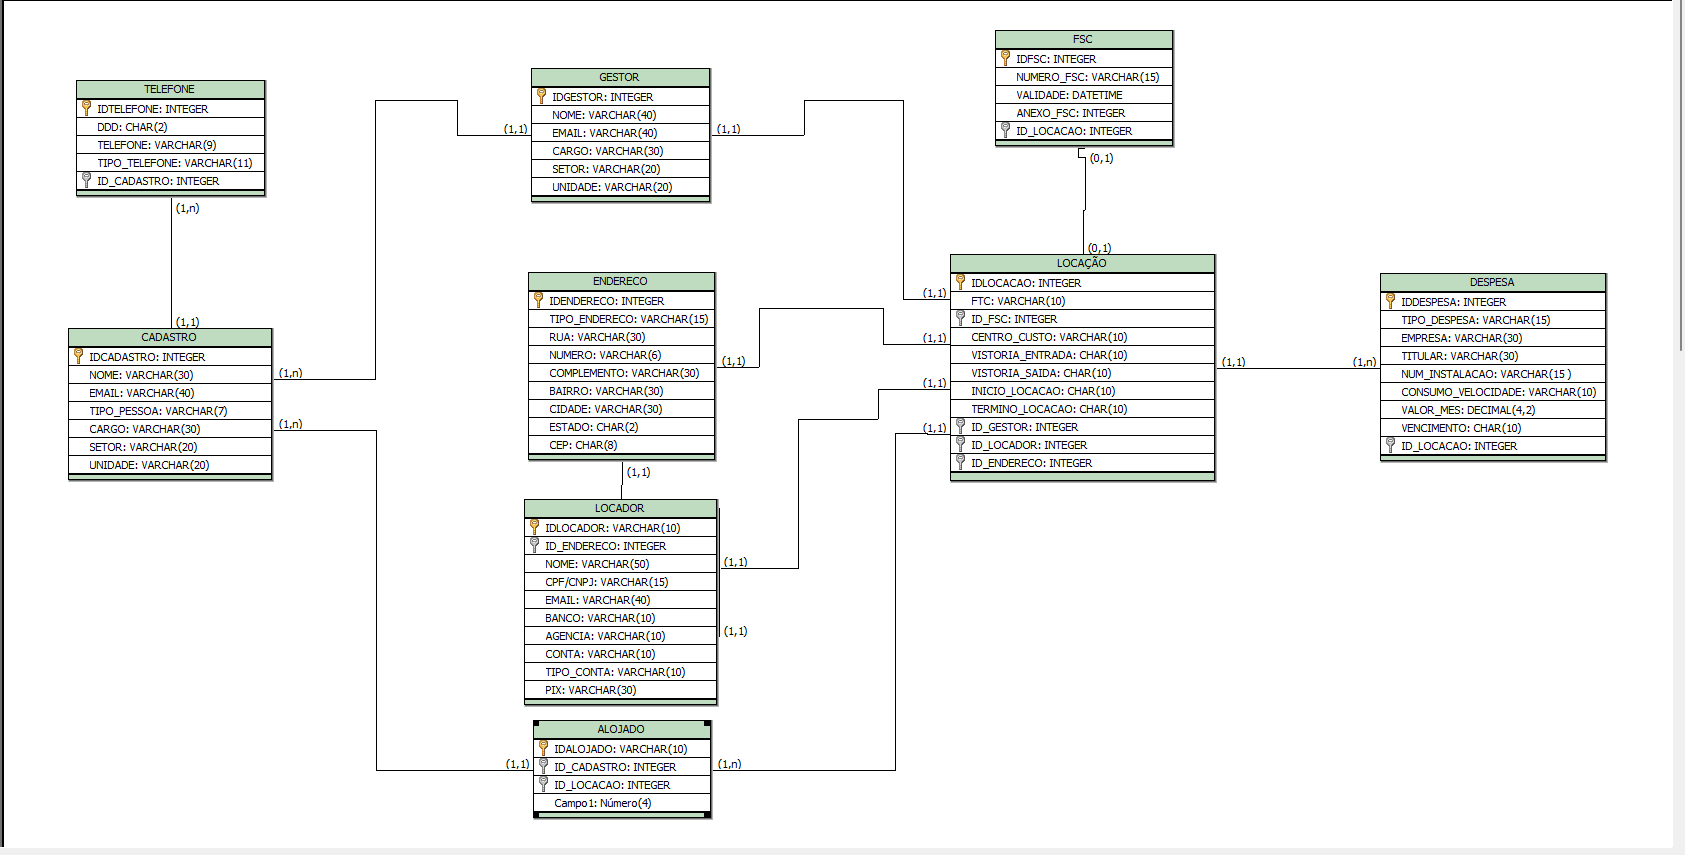 TELEFONE
IDTELEFONE: INTEGER
DDD: CHAR(2)
TELEFONE: VARCHAR(9)
TIPO_TELEFONE: VARCHAR(11)
ID_CADASTRO: INTEGER
(1,n)
(1,1)
CADASTRO
IDCADASTRO: INTEGER
NOME: VARCHAR(30)
EMAIL: VARCHAR(40)
TIPO_PESSOA: VARCHAR(7)
CARGO: VARCHAR(30)
SETOR: VARCHAR(20)
UNIDADE: VARCHAR(20)
(1,n)
(1,n)
GESTOR
IDGESTOR: INTEGER
NOME: VARCHAR(40)
EMAIL: VARCHAR(40)
CARGO: VARCHAR(30)
SETOR: VARCHAR(20)
UNIDADE: VARCHAR(20)
(1,1)
(1,1)
ENDERECO
IDENDERECO: INTEGER
TIPO_ENDERECO: VARCHAR(15)
RUA: VARCHAR(30)
NUMERO: VARCHAR(6)
COMPLEMENTO: VARCHAR(30)
BAIRRO: VARCHAR(30)
CIDADE: VARCHAR(30)
ESTADO: CHAR(2)
CEP: CHAR(8)
(1,1)
(1,1)
LOCADOR
IDLOCADOR: VARCHAR(10)
ID_ENDERECO: INTEGER
NOME: VARCHAR(50)
CPF/CNPJ: VARCHAR(15)
EMAIL: VARCHAR(40)
BANCO: VARCHAR(10)
AGENCIA: VARCHAR(10)
CONTA: VARCHAR(10)
TIPO_CONTA: VARCHAR(10)
PIX: VARCHAR(30)
(1,1)
(1,1)
ALOJADO
IDALOJADO: VARCHAR(10)
ID_CADASTRO: INTEGER
ID_LOCACAO: INTEGER
Campo1: Número(4)
(1,1)
(1,n)
FSC
IDFSC: INTEGER
NUMERO_FSC: VARCHAR(15)
VALIDADE: DATETIME
ANEXO_FSC: INTEGER
ID_LOCACAO: INTEGER
(0,1)
(0,1)
LOCAÇÃO
IDLOCACAO: INTEGER
FTC: VARCHAR(10)
ID_FSC: INTEGER
CENTRO_CUSTO: VARCHAR(10)
VISTORIA_ENTRADA: CHAR(10)
VISTORIA_SAIDA: CHAR(10)
INICIO_LOCACAO: CHAR(10)
TERMINO_LOCACAO: CHAR(10)
ID_GESTOR: INTEGER
ID_LOCADOR: INTEGER
ID_ENDERECO: INTEGER
(1,1)
(1,1)
(1,1)
(1,1)
(1,1)
(1,n)
DESPESA
IDDESPESA: INTEGER
TIPO_DESPESA: VARCHAR(15)
EMPRESA: VARCHAR(30)
TITULAR: VARCHAR(30)
NUM_INSTALACAO: VARCHAR(15 )
CONSUMO_VELOCIDADE: VARCHAR(10)
VALOR_MES: DECIMAL(4,2)
VENCIMENTO: CHAR(10)
ID_LOCACAO: INTEGER